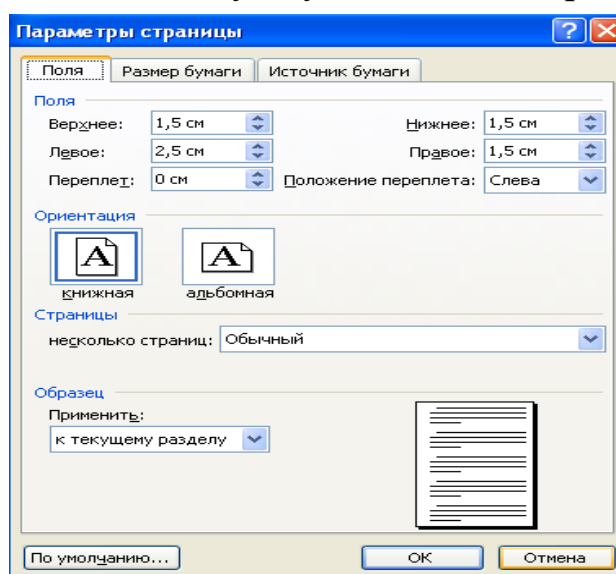 Параметры страницы
Поля Размер бумаги Источник бумаги
Поля
Верхнее: 1,5 см Нижнее: 1,5 см
Левое: 2,5 см Правое: 1,5 см
Переплет: 0 см Положение переплета: Слева
Ориентация
A A
книжная альбомная
Страницы
несколько страниц: Обычный
Образец
Применить:
к текущему разделу
По умолчанию... ОК Отмена